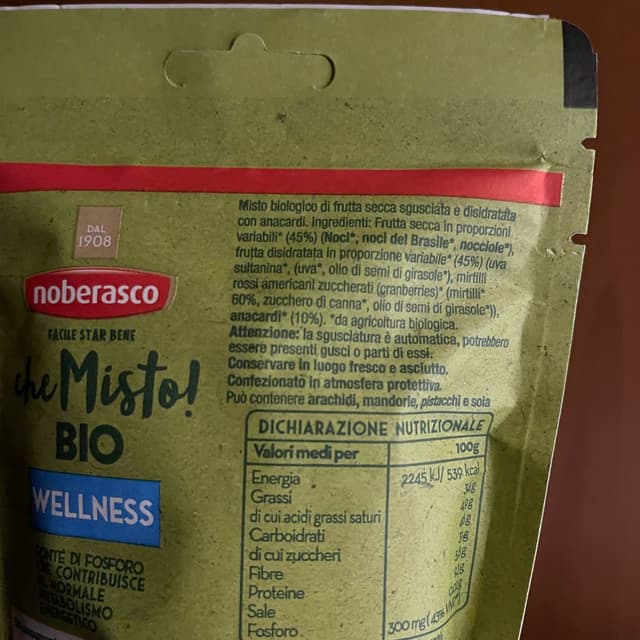 Misto biologico di frutta secca sgusciata e disidratata
con anacardi. Ingredienti: Frutta secca in proporzioni
variabili* (45%) (Noci*, noci del Brasile*, nocciole*),
frutta disidratata in proporzione variabile* (45%) (uva
sultanina*, (uva*, olio di semi di girasole*), mirtilli
rossi americani zuccherati (cranberries)* (mirtilli*
60%, zucchero di canna*, olio di semi di girasole*)),
anacardi* (10%). *da agricoltura biologica.
Attenzione: la sgusciatura è automatica, potrebbero
essere presenti gusci o parti di essi.
Conservare in luogo fresco e asciutto.
Confezionato in atmosfera protettiva.
Può contenere arachidi, mandorle, pistacchi e soia
DAL
1908
noberasco
FACILE STAR BENE
che Misto!
BIO
WELLNESS
FONTE DI FOSFORO
CHE CONTRIBUISCE
AL NORMALE
METABOLISMO
ENERGETICO
DICHIARAZIONE NUTRIZIONALE
Valori medi per 100g
Energia 2245 kJ/ 539 kcal
Grassi
di cui acidi grassi saturi
Carboidrati
di cui zuccheri
Fibre
Proteine
Sale
Fosforo 300 mg (43%